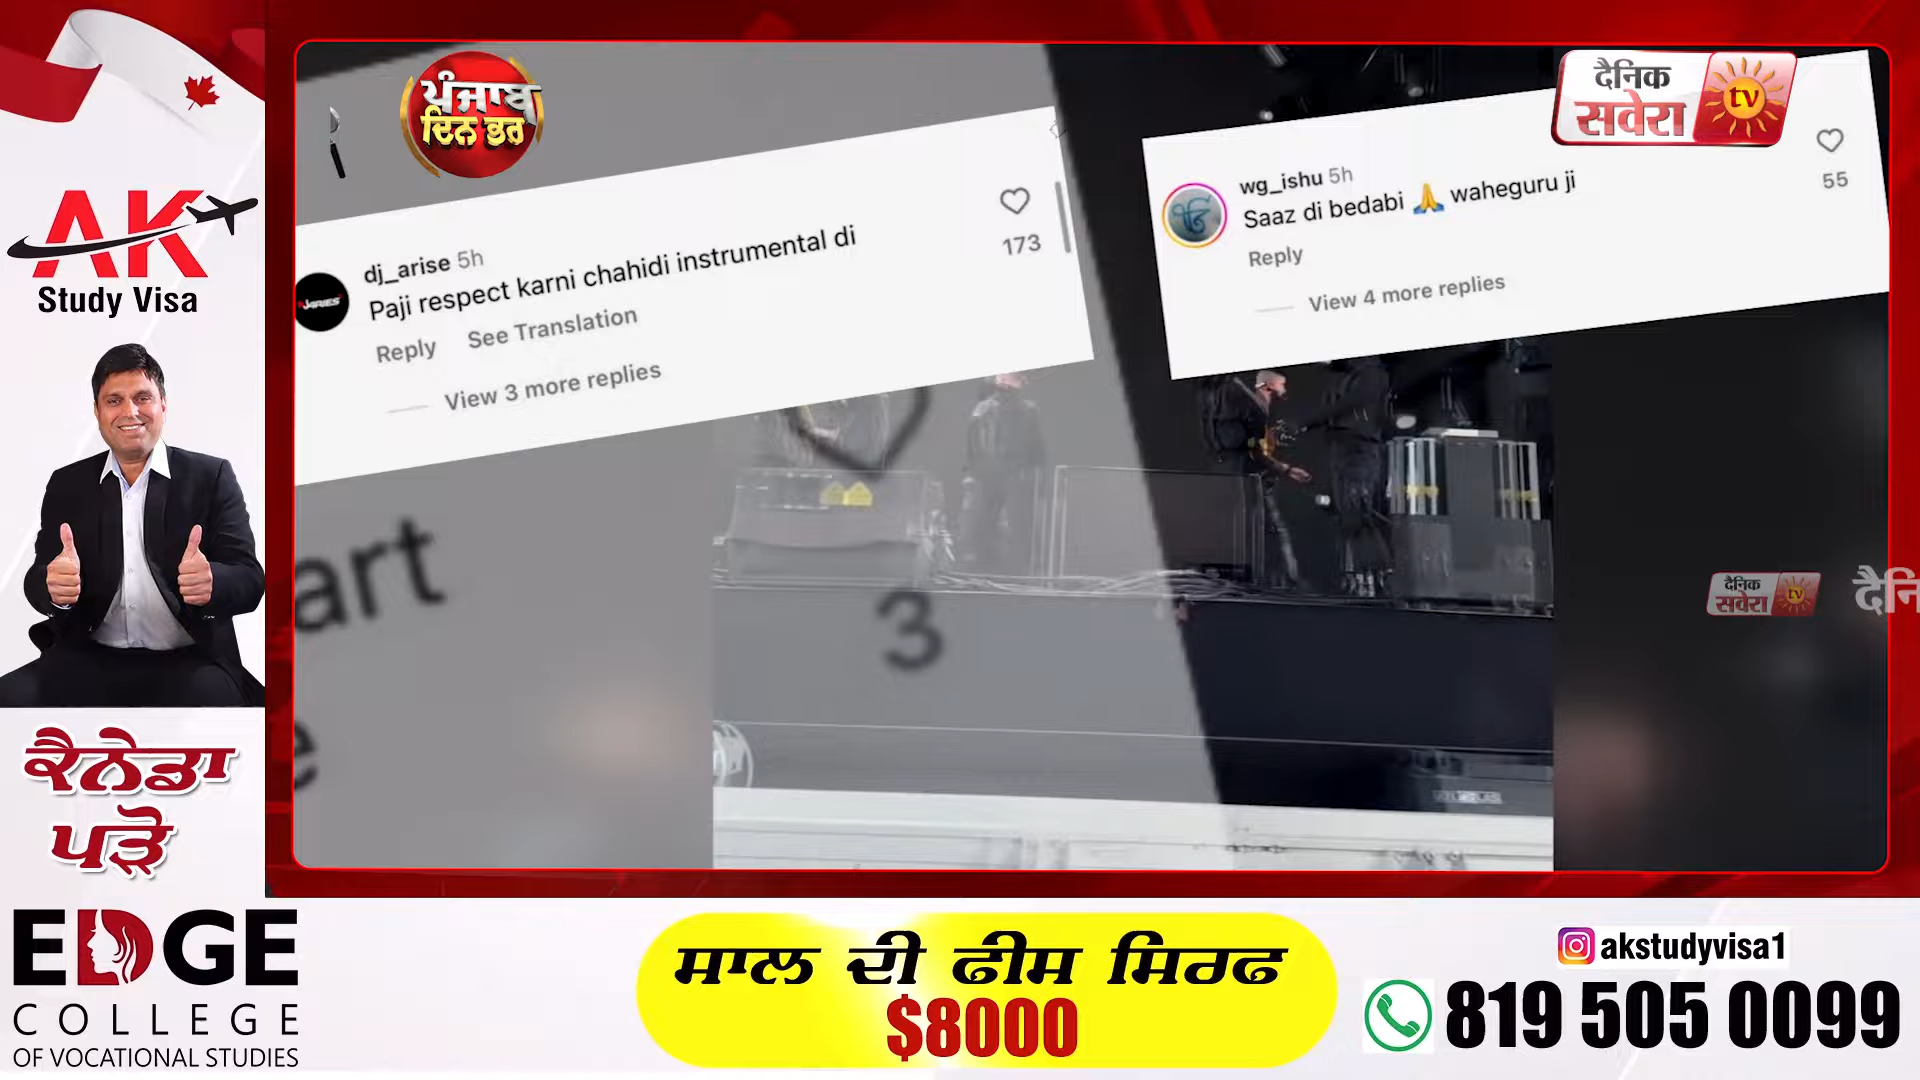 ਪੰਜਾਬ
ਦਿਨ ਭਰ
दैनिक
सवेरा
tv
dj_arise 5h
Paji respect karni chahidi instrumental di
Reply See Translation
View 3 more replies
173
wg_ishu 5h
Saaz di bedabi 🙏 waheguru ji
Reply
View 4 more replies
55
art
3
e
दैनिक
सवेरा
tv
दैनि
AK
Study Visa
ਕੈਨੇਡਾ
ਪੜੋ
EDGE
COLLEGE
OF VOCATIONAL STUDIES
ਸਾਲ ਦੀ ਫੀਸ ਸਿਰਫ
$8000
akstudyvisa1
819 505 0099